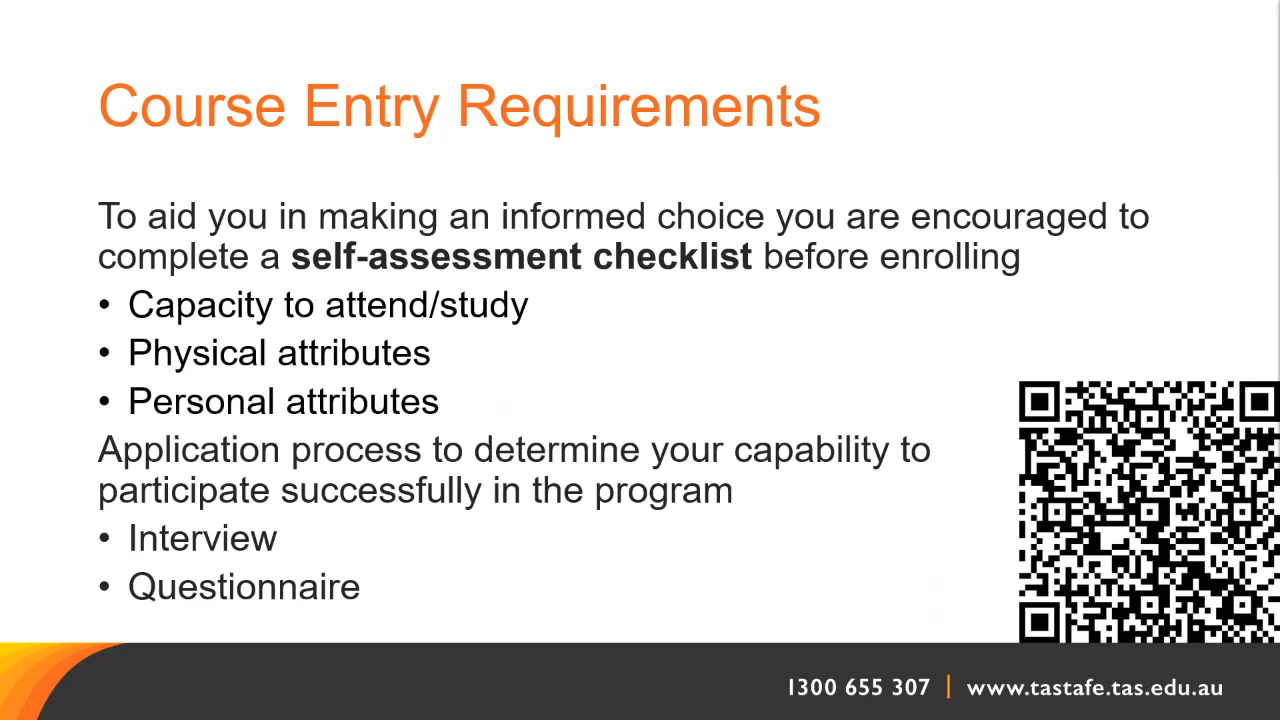 Course Entry Requirements
To aid you in making an informed choice you are encouraged to
complete a self-assessment checklist before enrolling
• Capacity to attend/study
• Physical attributes
• Personal attributes
Application process to determine your capability to
participate successfully in the program
• Interview
• Questionnaire
1300 655 307 | www.tastafe.tas.edu.au